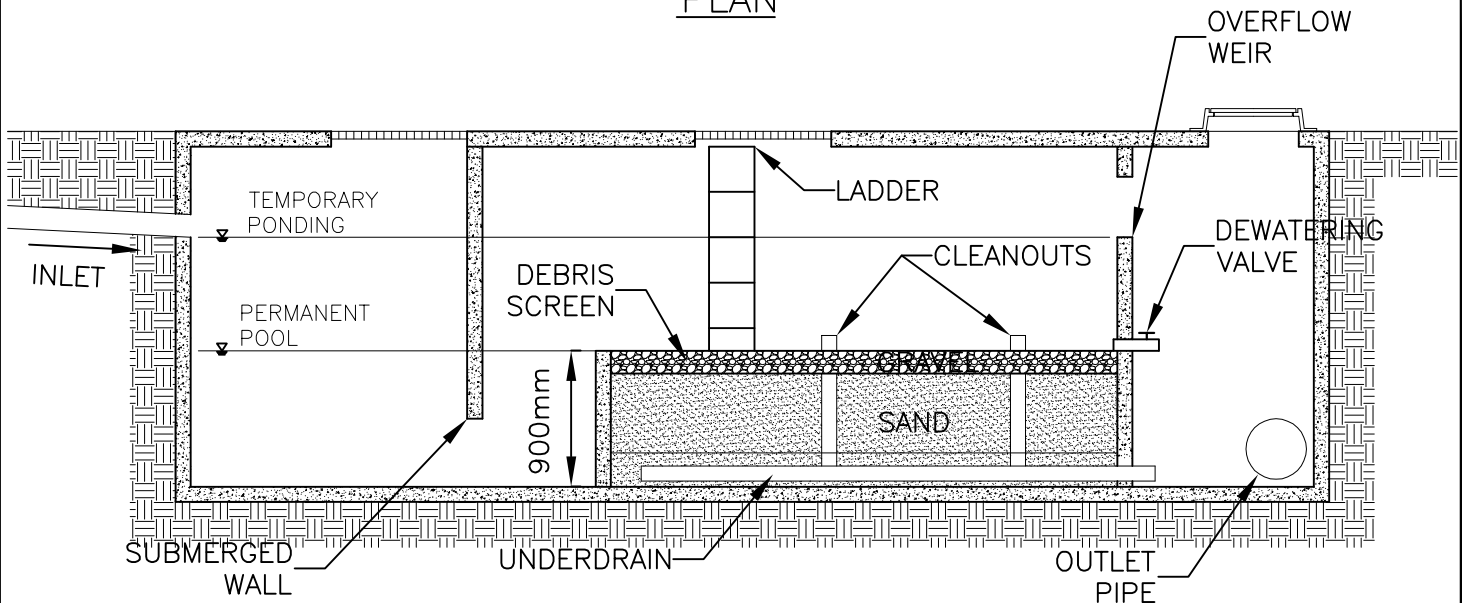 PLAN
OVERFLOW
WEIR
TEMPORARY
PONDING
LADDER
DEWATERING
VALVE
INLET
CLEANOUTS
DEBRIS
SCREEN
PERMANENT
POOL
GRAVEL
900mm
SAND
SUBMERGED
WALL
UNDERDRAIN
OUTLET
PIPE